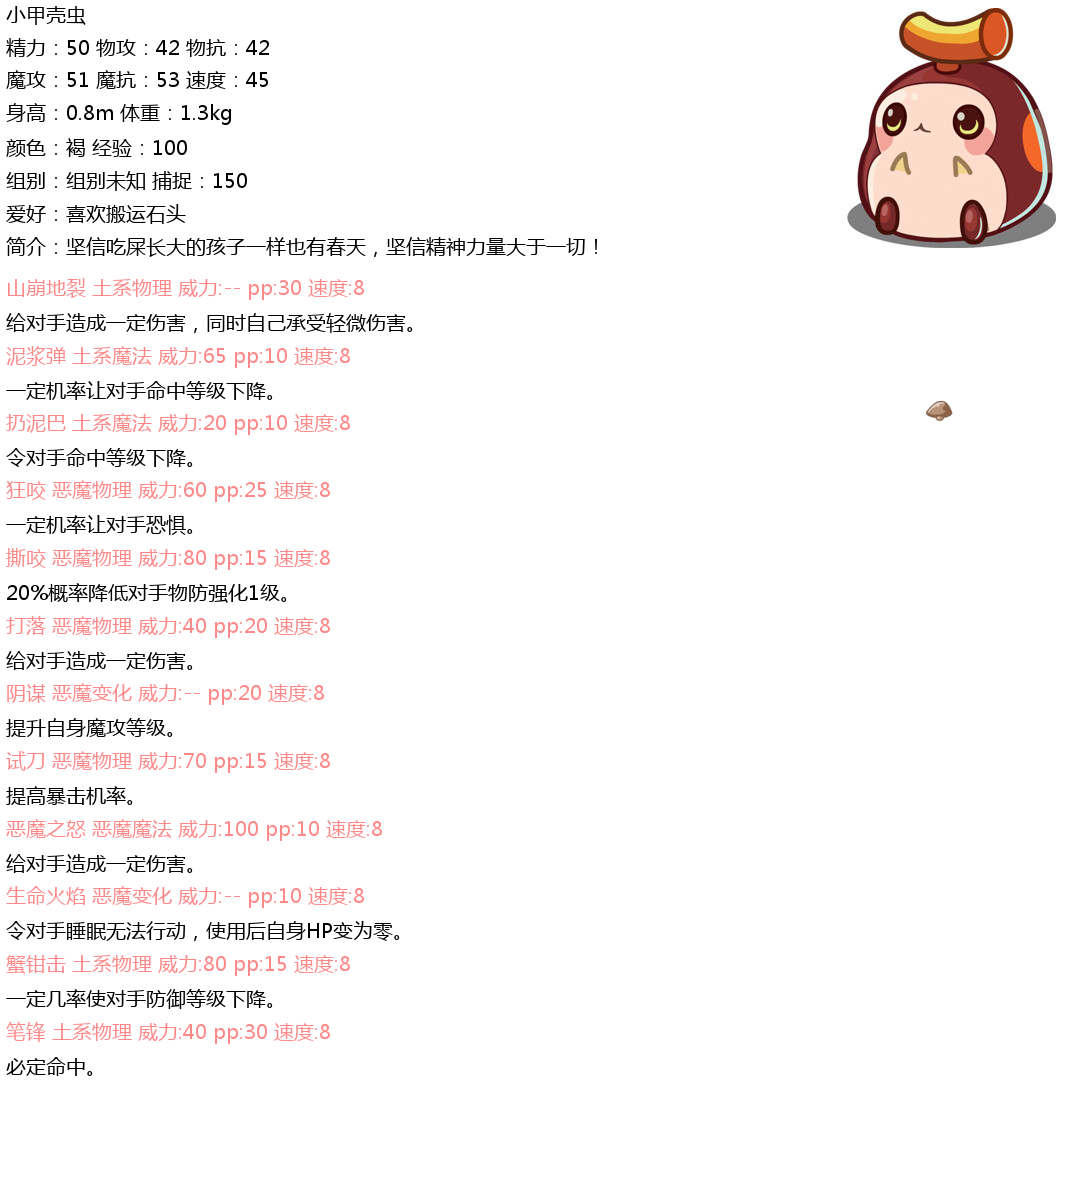 小甲壳虫
精力：50 物攻：42 物抗：42
魔攻：51 魔抗：53 速度：45
身高：0.8m 体重：1.3kg
颜色：褐 经验：100
组别：组别未知 捕捉：150
爱好：喜欢搬运石头
简介：坚信吃屎长大的孩子一样也有春天，坚信精神力量大于一切！
山崩地裂 土系物理 威力:-- pp:30 速度:8
给对手造成一定伤害，同时自己承受轻微伤害。
泥浆弹 土系魔法 威力:65 pp:10 速度:8
一定机率让对手命中等级下降。
扔泥巴 土系魔法 威力:20 pp:10 速度:8
令对手命中等级下降。
狂咬 恶魔物理 威力:60 pp:25 速度:8
一定机率让对手恐惧。
撕咬 恶魔物理 威力:80 pp:15 速度:8
20%概率降低对手物防强化1级。
打落 恶魔物理 威力:40 pp:20 速度:8
给对手造成一定伤害。
阴谋 恶魔变化 威力:-- pp:20 速度:8
提升自身魔攻等级。
试刀 恶魔物理 威力:70 pp:15 速度:8
提高暴击机率。
恶魔之怒 恶魔魔法 威力:100 pp:10 速度:8
给对手造成一定伤害。
生命火焰 恶魔变化 威力:-- pp:10 速度:8
令对手睡眠无法行动，使用后自身HP变为零。
蟹钳击 土系物理 威力:80 pp:15 速度:8
一定几率使对手防御等级下降。
笔锋 土系物理 威力:40 pp:30 速度:8
必定命中。